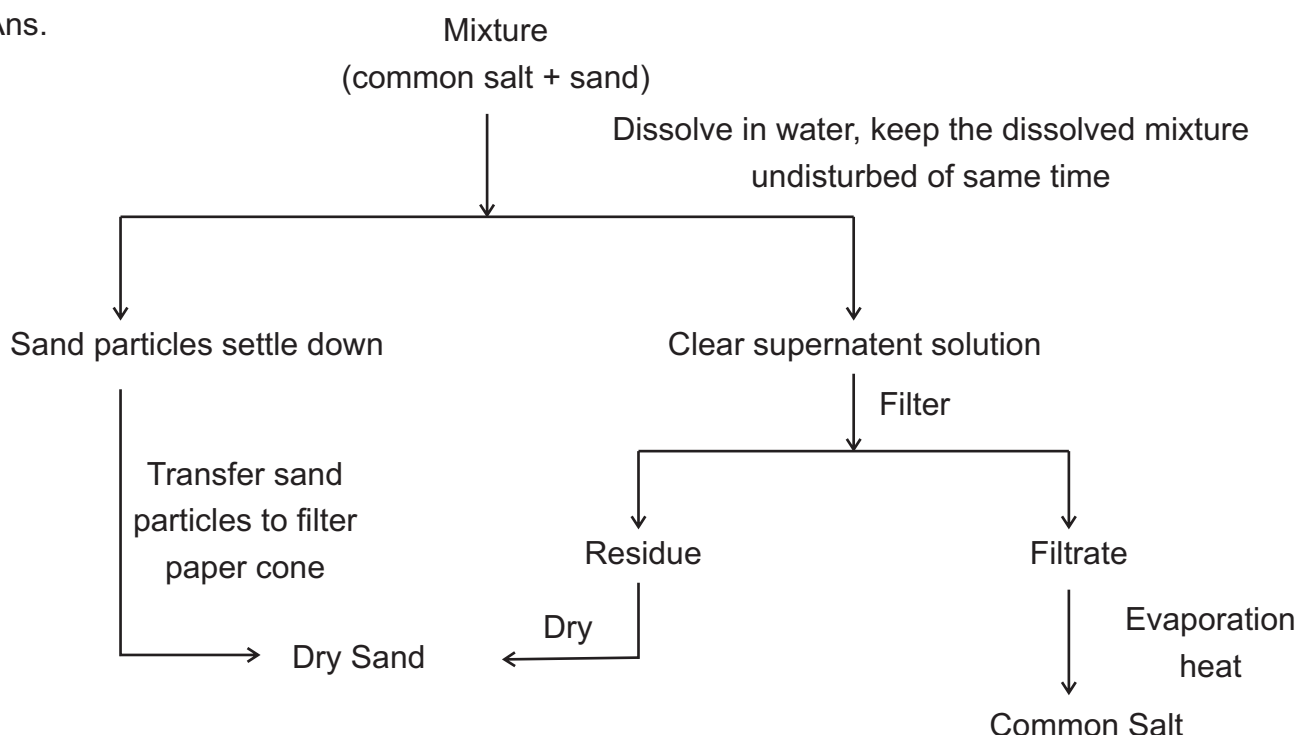 Mixture
(common salt + sand)
Dissolve in water, keep the dissolved mixture
undisturbed of same time
Sand particles settle down
Clear supernatent solution
Filter
Transfer sand
particles to filter
paper cone
Residue
Filtrate
Dry
Dry Sand
Evaporation
heat
Common Salt